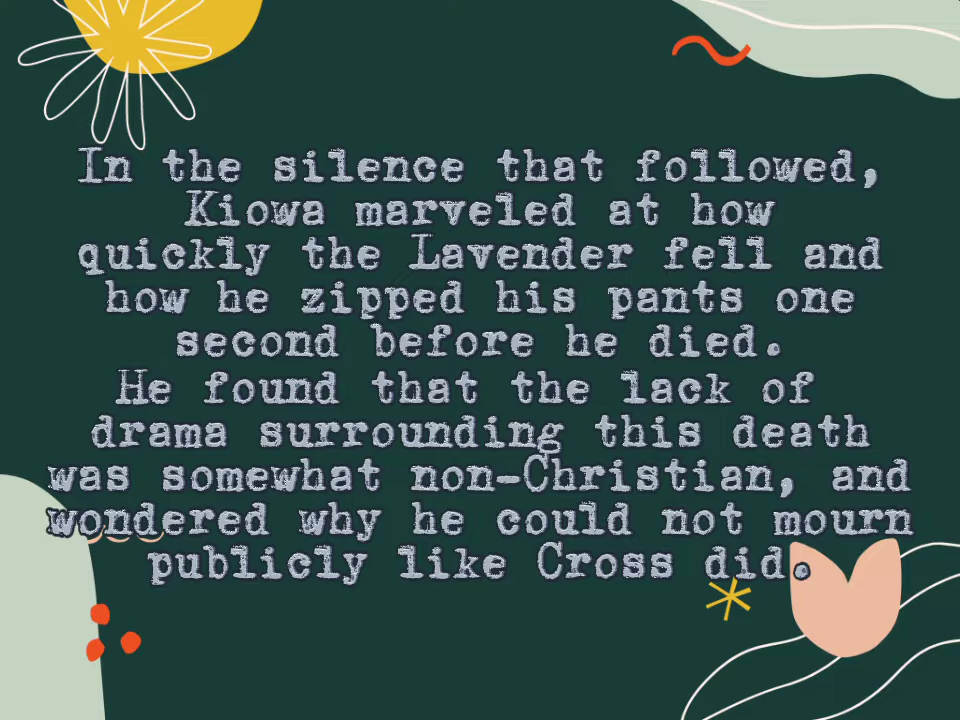 In the silence that followed,
Kiowa marveled at how
quickly the Lavender fell and
how he zipped his pants one
second before he died.
He found that the lack of
drama surrounding this death
was somewhat non-Christian, and
wondered why he could not mourn
publicly like Cross did.